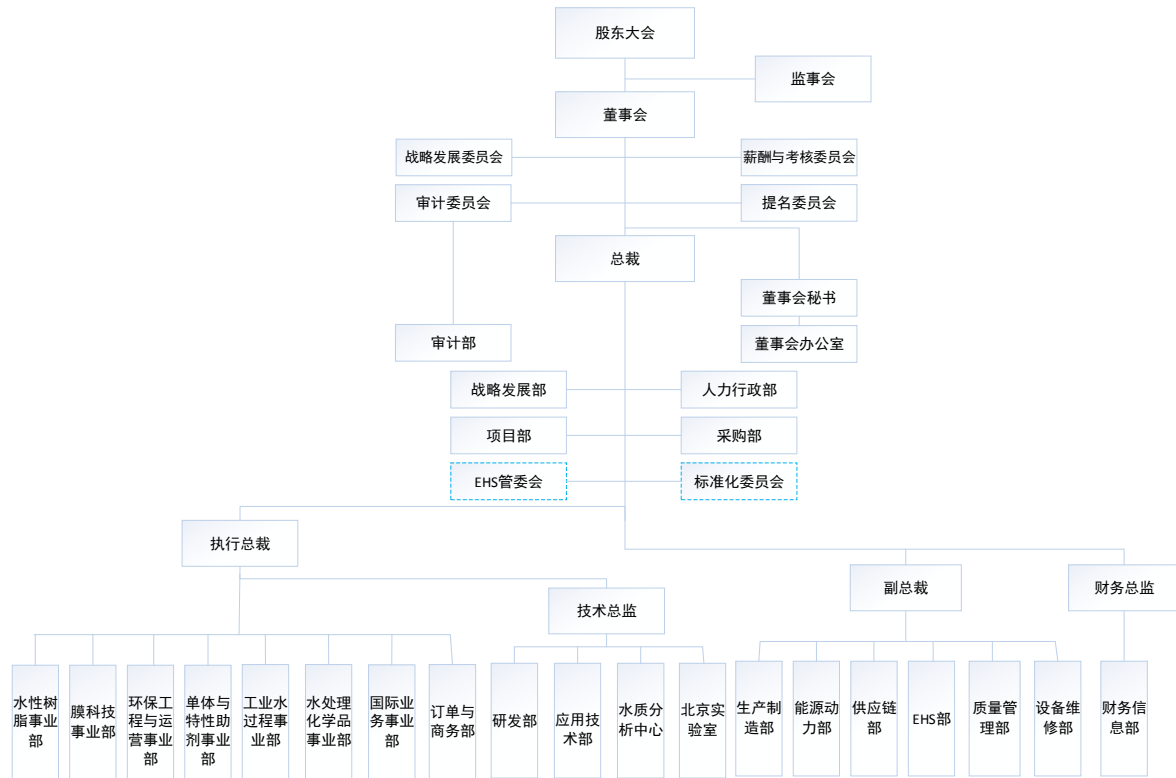 股东大会
监事会
董事会
战略发展委员会
薪酬与考核委员会
审计委员会
提名委员会
总裁
董事会秘书
审计部
董事会办公室
战略发展部
人力行政部
项目部
采购部
EHS管委会
标准化委员会
执行总裁
副总裁
财务总监
技术总监
水性树
脂事业
部
膜科技
事业部
环保工
程与运
营事业
部
单体与
特性助
剂事业
部
工业水
过程事
业部
水处理
化学品
事业部
国际业
务事业
部
订单与
商务部
研发部
应用技
术部
水质分
析中心
北京实
验室
生产制
造部
能源动
力部
供应链
部
EHS部
质量管
理部
设备维
修部
财务信
息部